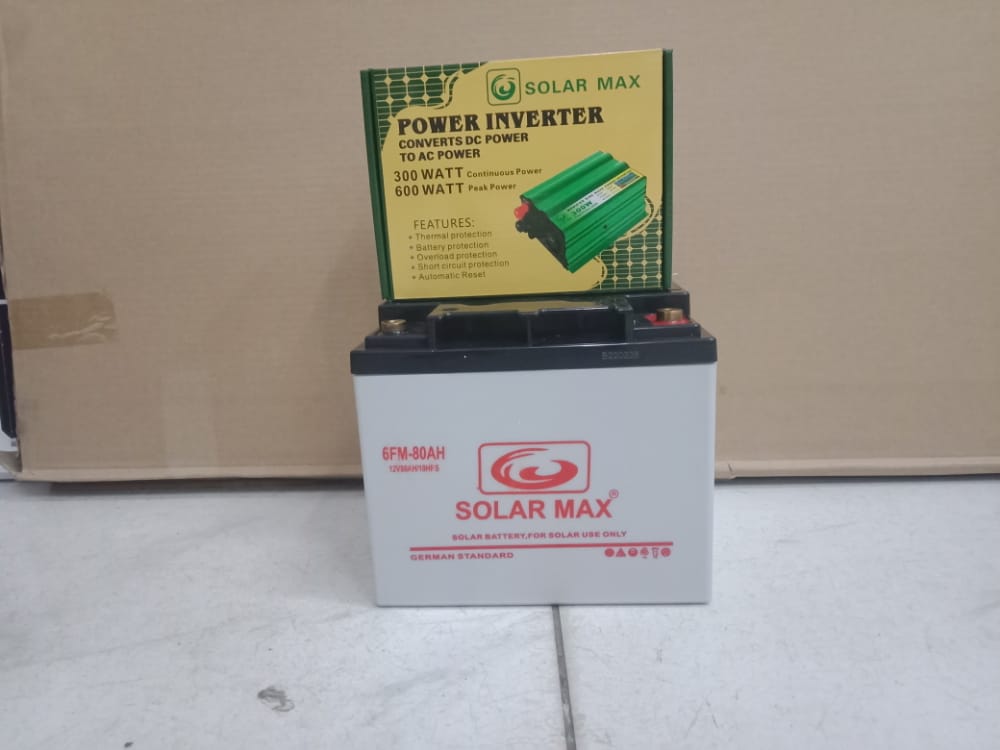 SOLAR MAX
POWER INVERTER
CONVERTS DC POWER
TO AC POWER
300 WATT Continuous Power
600 WATT Peak Power
FEATURES:
+ Thermal protection
+ Battery protection
+ Overload protection
+ Short circuit protection
+ Automatic Reset
300W
6FM-80AH
SOLAR MAX®
SOLAR BATTERY,FOR SOLAR USE ONLY
GERMAN STANDARD